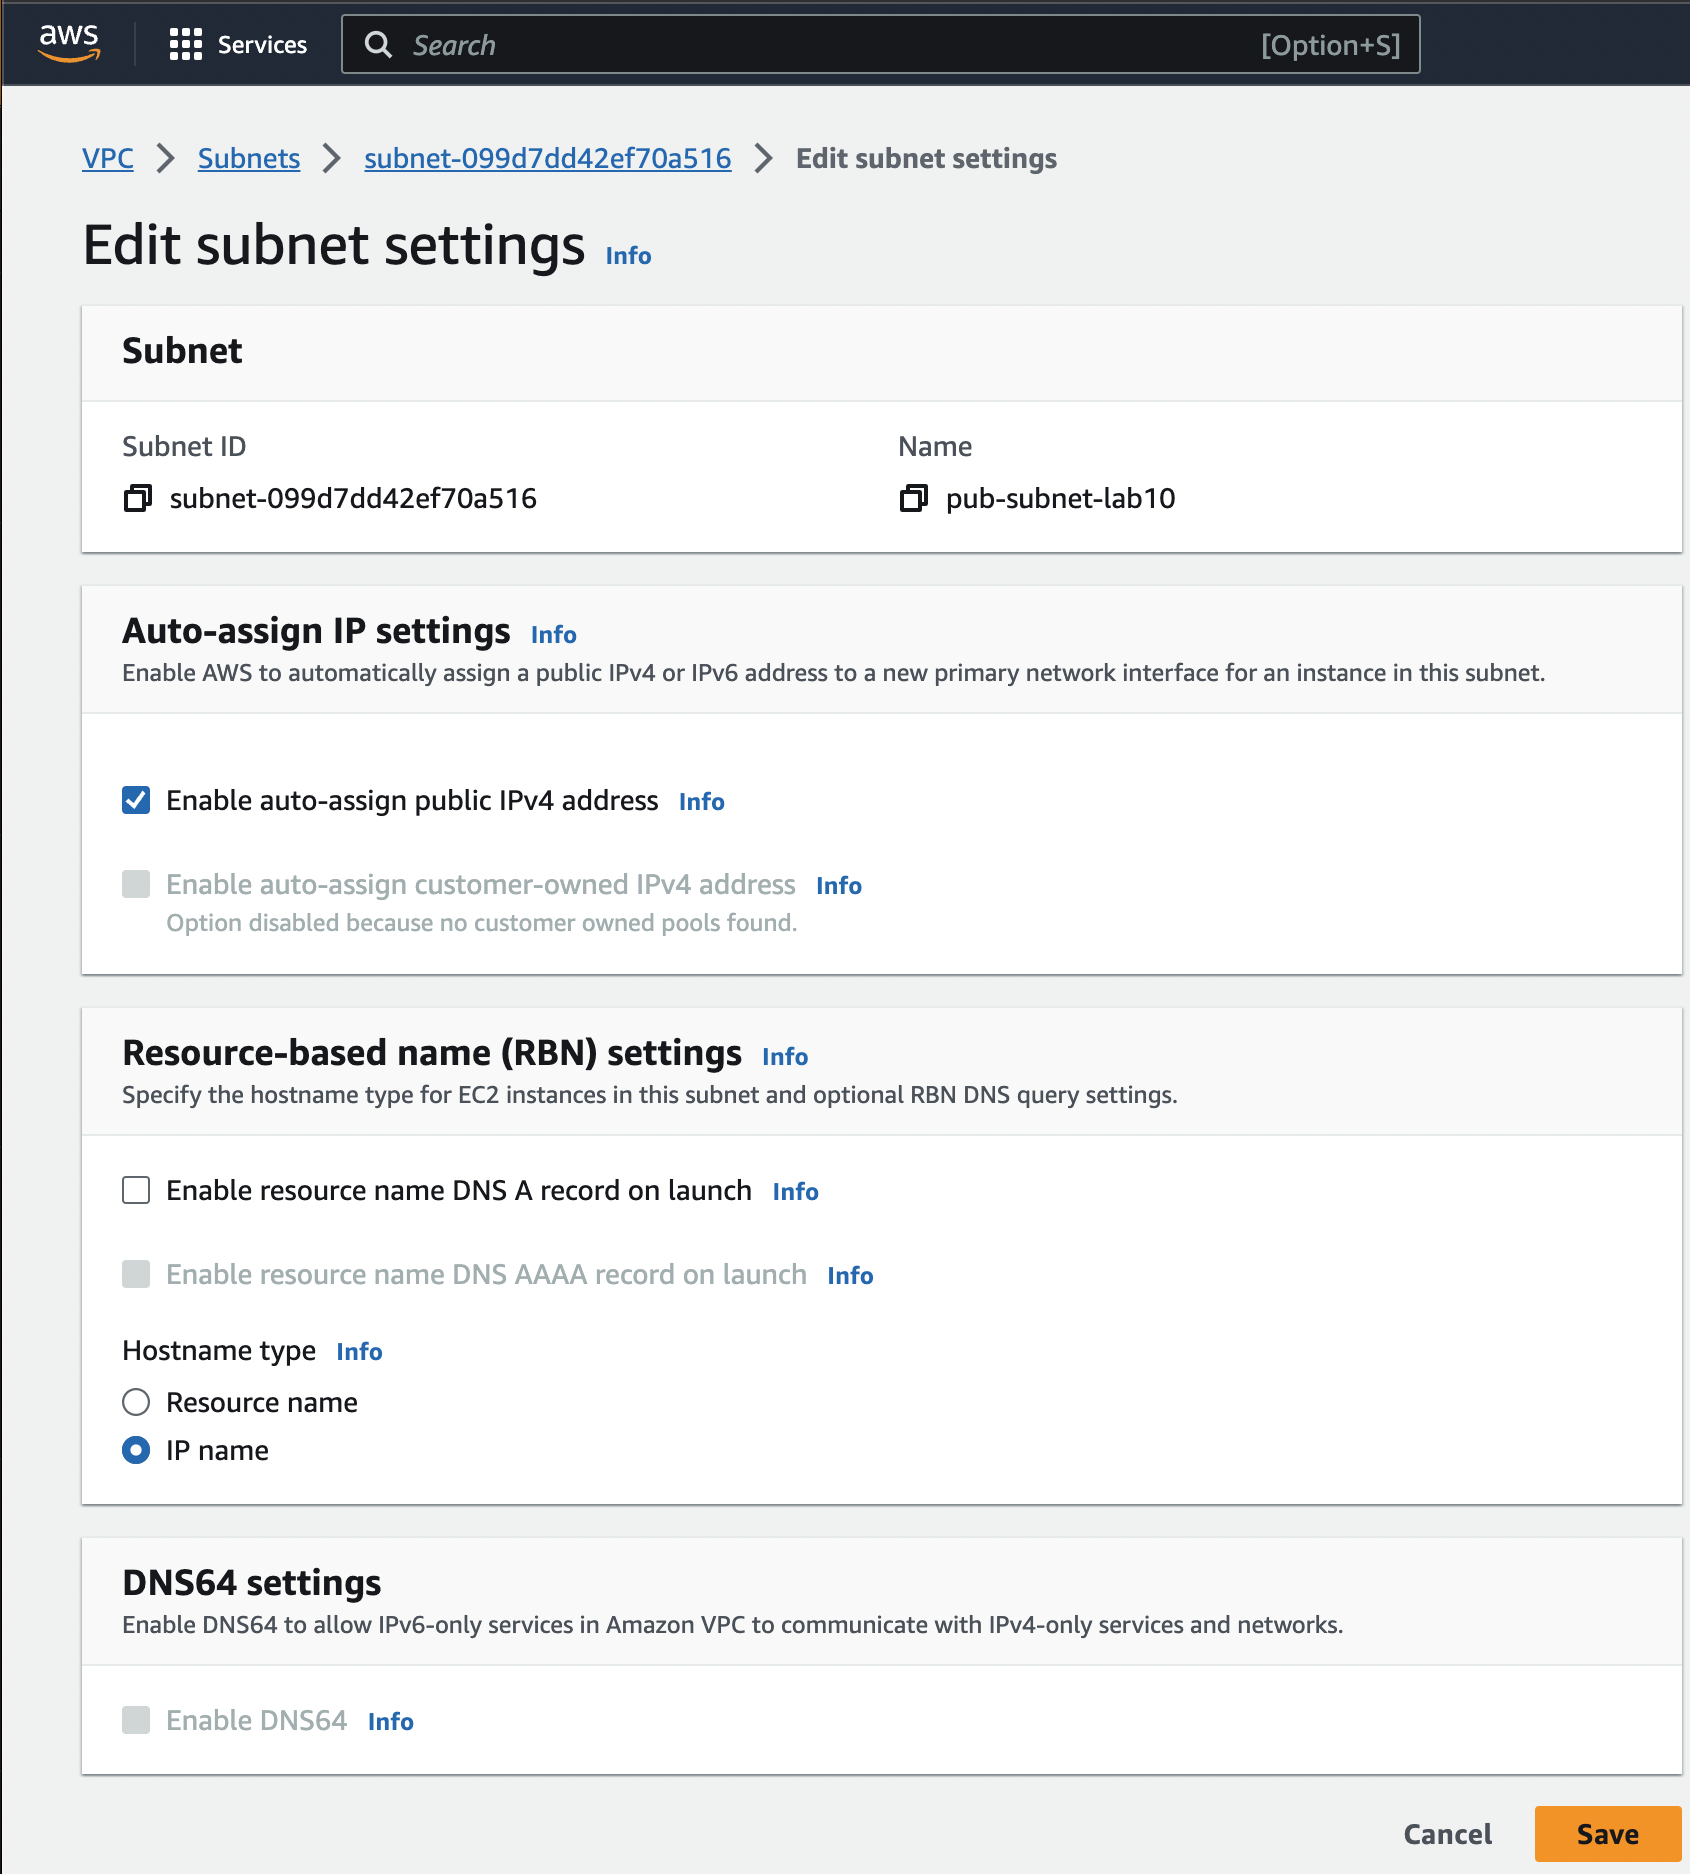 aws Services Search [Option+S]
VPC Subnets subnet-099d7dd42ef70a516 Edit subnet settings
Edit subnet settings Info
Subnet
Subnet ID
subnet-099d7dd42ef70a516
Name
pub-subnet-lab10
Auto-assign IP settings Info
Enable AWS to automatically assign a public IPv4 or IPv6 address to a new primary network interface for an instance in this subnet.
Enable auto-assign public IPv4 address Info
Enable auto-assign customer-owned IPv4 address Info
Option disabled because no customer owned pools found.
Resource-based name (RBN) settings Info
Specify the hostname type for EC2 instances in this subnet and optional RBN DNS query settings.
Enable resource name DNS A record on launch Info
Enable resource name DNS AAAA record on launch Info
Hostname type Info
Resource name
IP name
DNS64 settings
Enable DNS64 to allow IPv6-only services in Amazon VPC to communicate with IPv4-only services and networks.
Enable DNS64 Info
Cancel Save